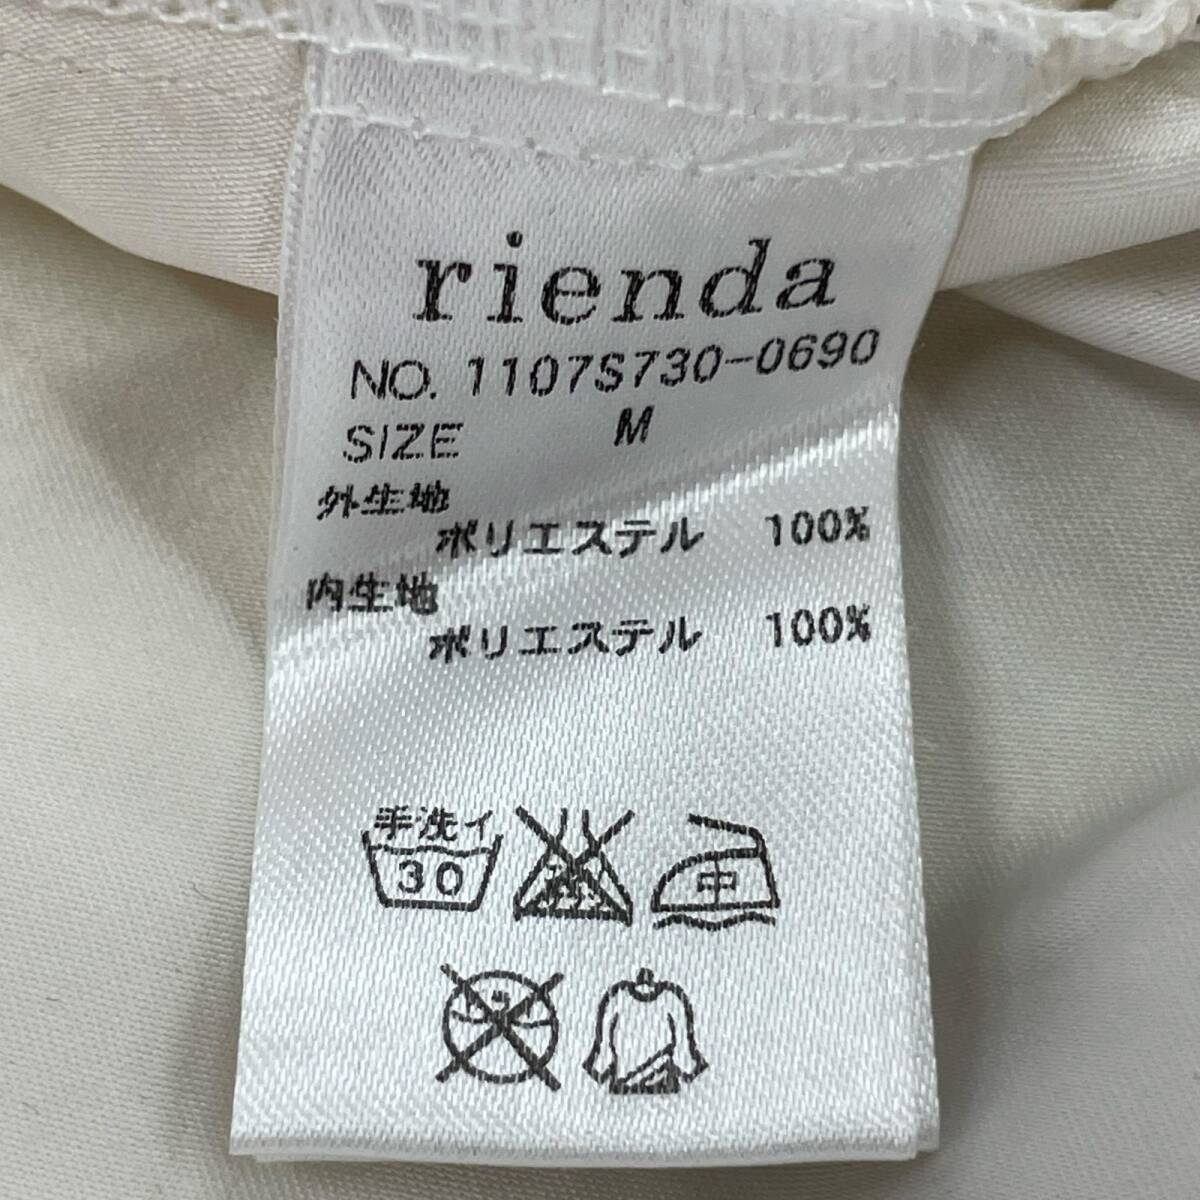 rienda
NO. 1107S730-0690
SIZE M
外生地
ポリエステル 100%
内生地
ポリエステル 100%
手洗イ
30
中